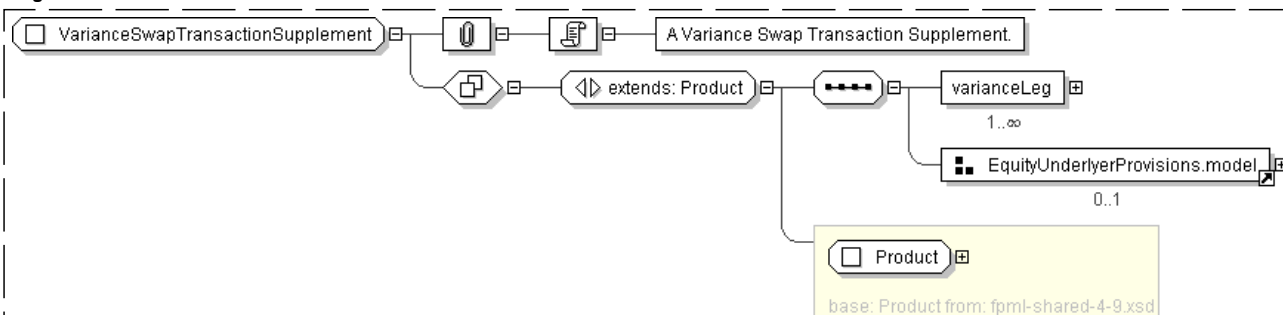 VarianceSwapTransactionSupplement
A Variance Swap Transaction Supplement.
extends: Product
varianceLeg
1..∞
EquityUnderlyerProvisions.model
0..1
Product
base: Product from: fpml-shared-4-9.xsd